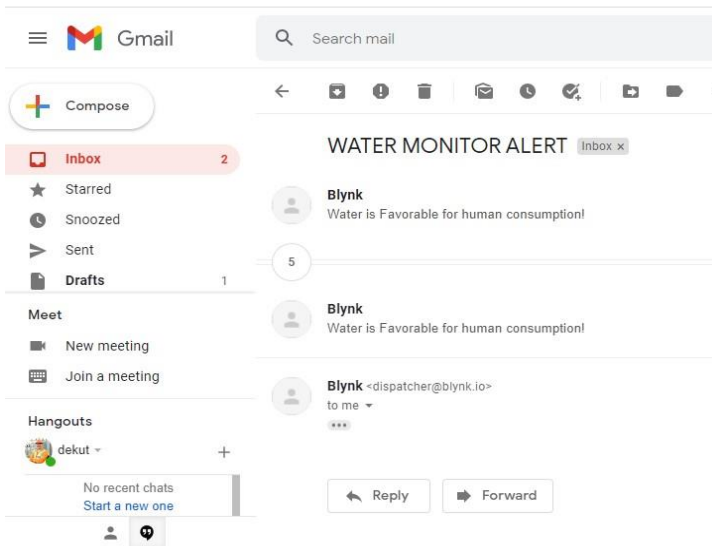 Gmail
Search mail
Compose
Inbox 2
Starred
Snoozed
Sent
Drafts 1
Meet
New meeting
Join a meeting
Hangouts
dekut
No recent chats
Start a new one
WATER MONITOR ALERT Inbox x
Blynk
Water is Favorable for human consumption!
5
Blynk
Water is Favorable for human consumption!
Blynk <dispatcher@blynk.io>
to me
Reply Forward